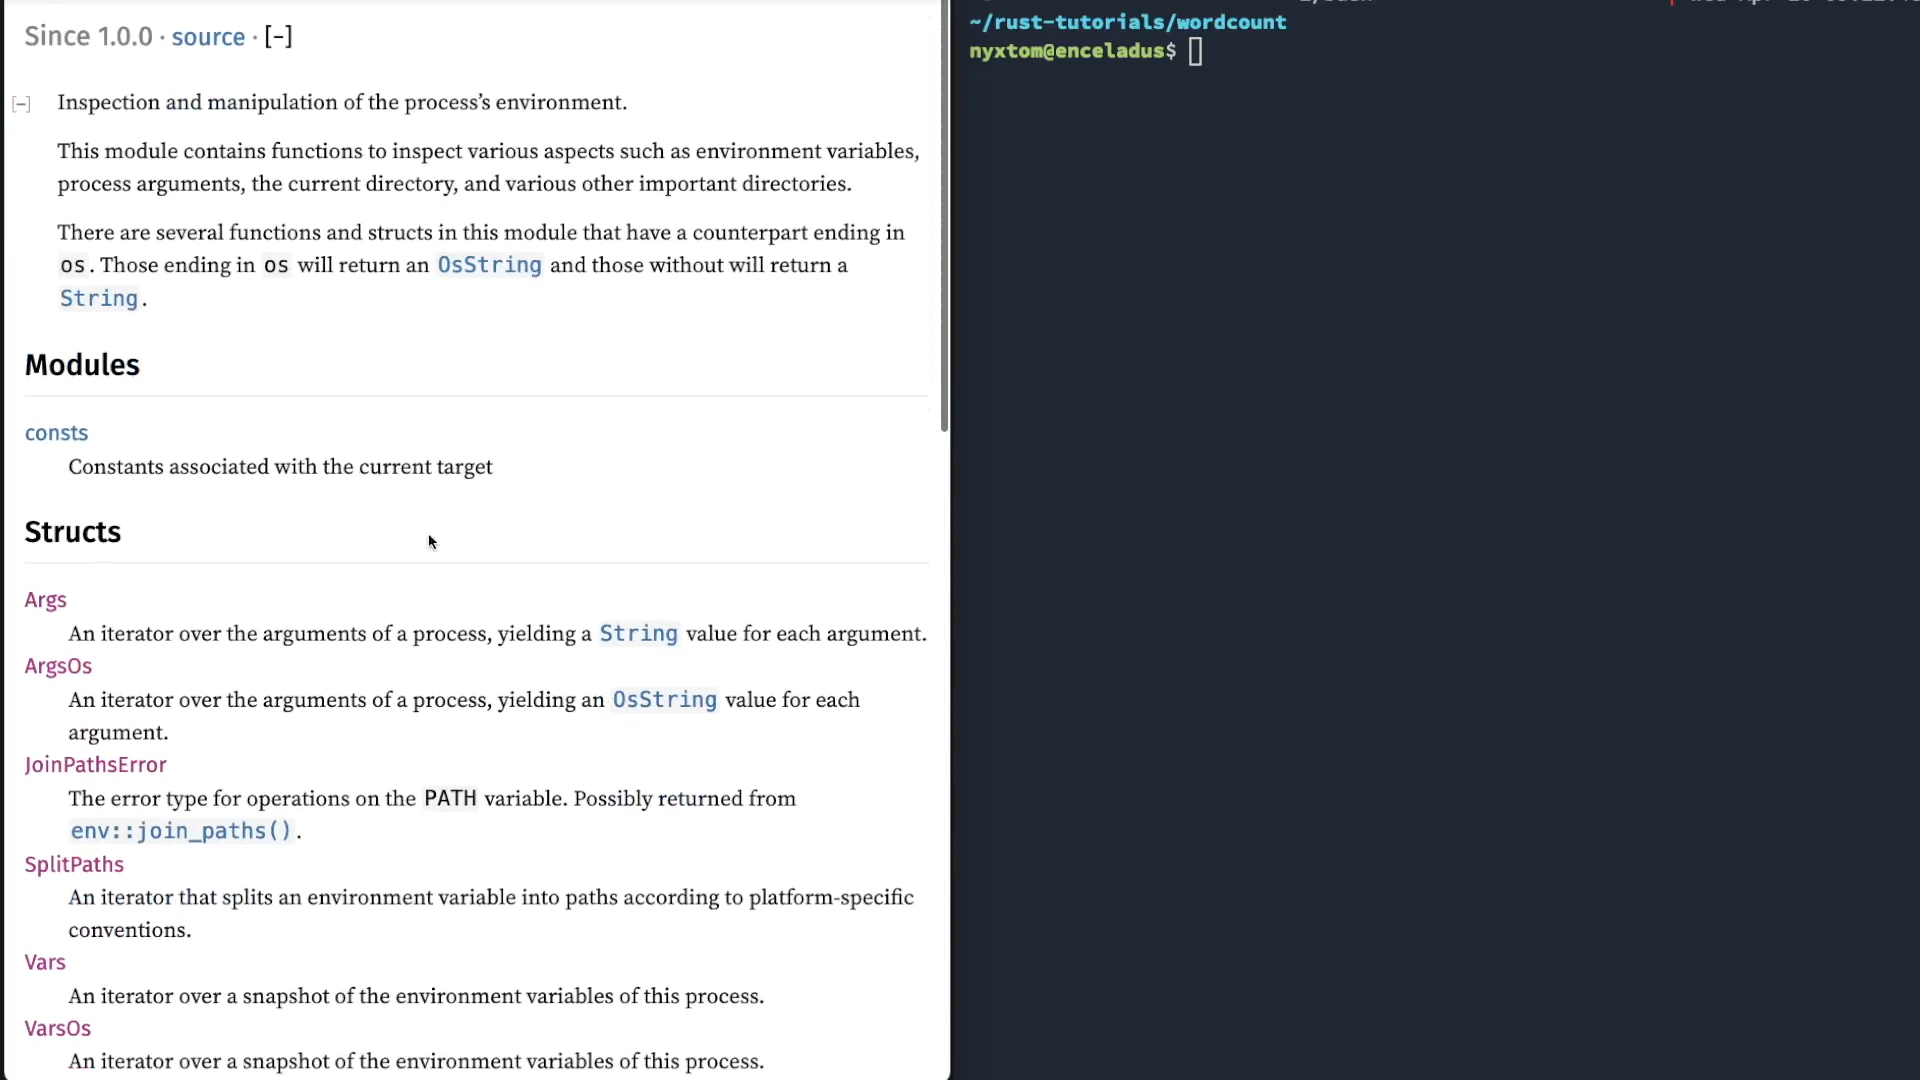 Since 1.0.0 · source · [-]
[-] Inspection and manipulation of the process’s environment.
This module contains functions to inspect various aspects such as environment variables,
process arguments, the current directory, and various other important directories.
There are several functions and structs in this module that have a counterpart ending in
os. Those ending in os will return an OsString and those without will return a
String.
Modules
consts
Constants associated with the current target
Structs
Args
An iterator over the arguments of a process, yielding a String value for each argument.
ArgsOs
An iterator over the arguments of a process, yielding an OsString value for each
argument.
JoinPathsError
The error type for operations on the PATH variable. Possibly returned from
env::join_paths().
SplitPaths
An iterator that splits an environment variable into paths according to platform-specific
conventions.
Vars
An iterator over a snapshot of the environment variables of this process.
VarsOs
An iterator over a snapshot of the environment variables of this process.
~/rust-tutorials/wordcount
nyxtom@enceladus$